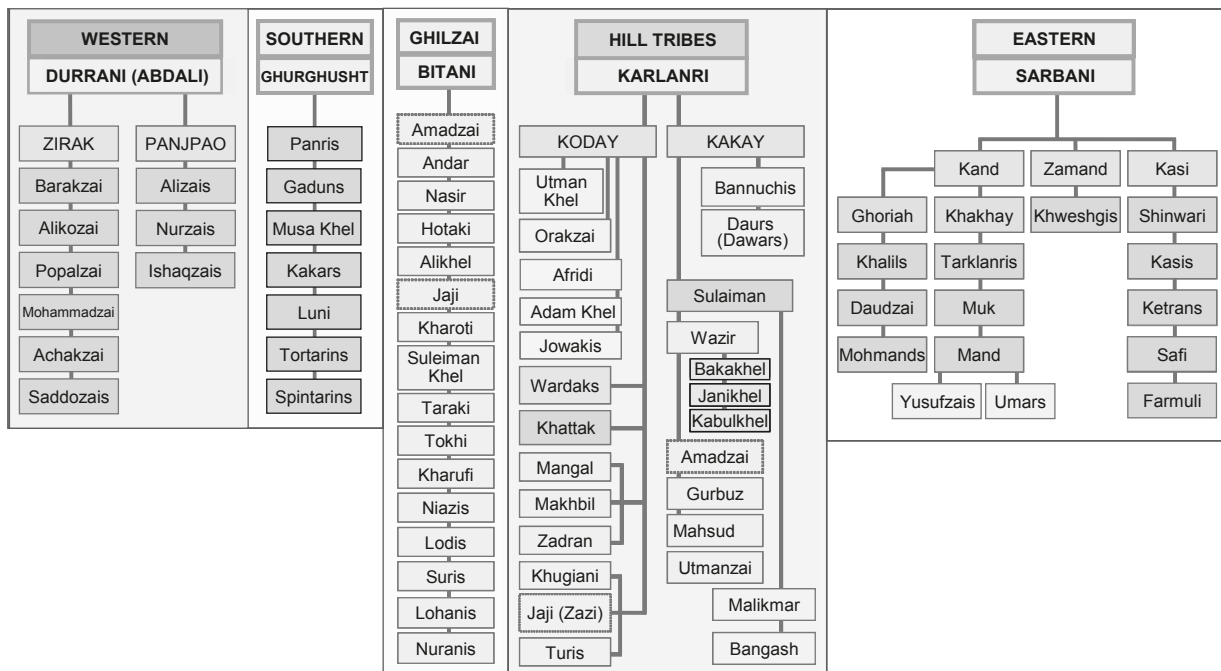 WESTERN
DURRANI (ABDALI)
ZIRAK
Barakzai
Alikozai
Popalzai
Mohammadzai
Achakzai
Saddozais
PANJPAO
Alizais
Nurzais
Ishaqzais
SOUTHERN
GHURGHUSHT
Panris
Gaduns
Musa Khel
Kakars
Luni
Tortarins
Spintarins
GHILZAI
BITANI
Amadzai
Andar
Nasir
Hotaki
Alikhel
Jaji
Kharoti
Suleiman
Khel
Taraki
Tokhi
Kharufi
Niazis
Lodis
Suris
Lohanis
Nuranis
HILL TRIBES
KARLANRI
KODAY
Utman
Khel
Orakzai
Afridi
Adam Khel
Jowakis
Wardaks
Khattak
Mangal
Makhbil
Zadran
Khugiani
Jaji (Zazi)
Turis
KAKAY
Bannuchis
Daurs
(Dawars)
Sulaiman
Wazir
Bakakhel
Janikhel
Kabulkhel
Amadzai
Gurbuz
Mahsud
Utmanzai
Malikmar
Bangash
EASTERN
SARBANI
Kand
Ghoriah
Khalils
Daudzai
Mohmands
Khakhay
Tarklanris
Muk
Mand
Yusufzais
Umars
Zamand
Khweshgis
Kasi
Shinwari
Kasis
Ketrans
Safi
Farmuli